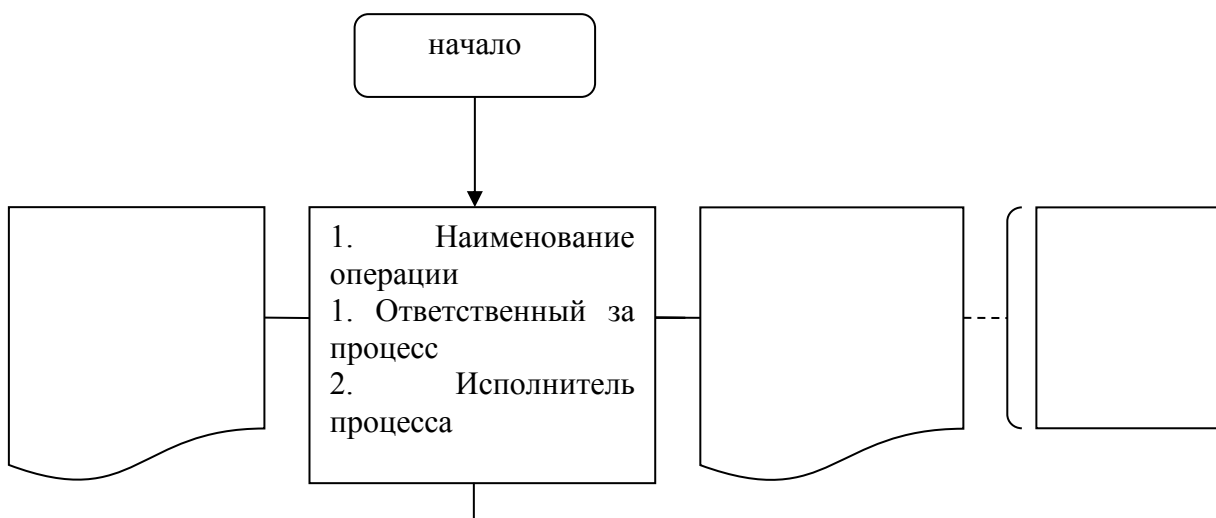 начало
1. Наименование
операции
1. Ответственный за
процесс
2. Исполнитель
процесса